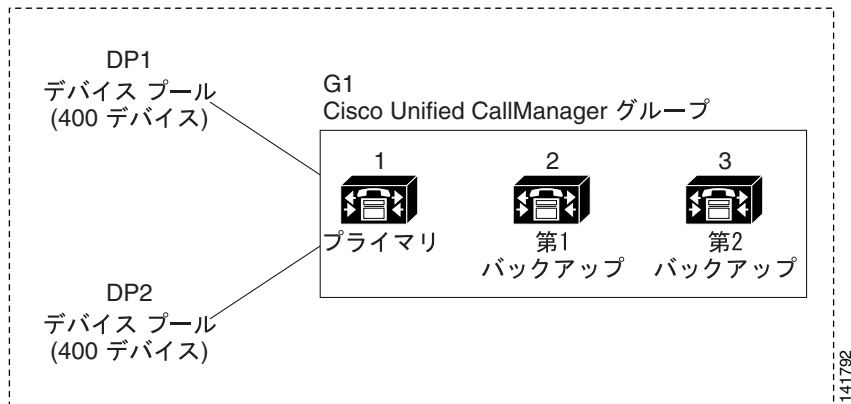 DP1
デバイス プール
(400 デバイス)
G1
Cisco Unified CallManager グループ
1
2
3
プライマリ
第1
バックアップ
第2
バックアップ
DP2
デバイス プール
(400 デバイス)
141792